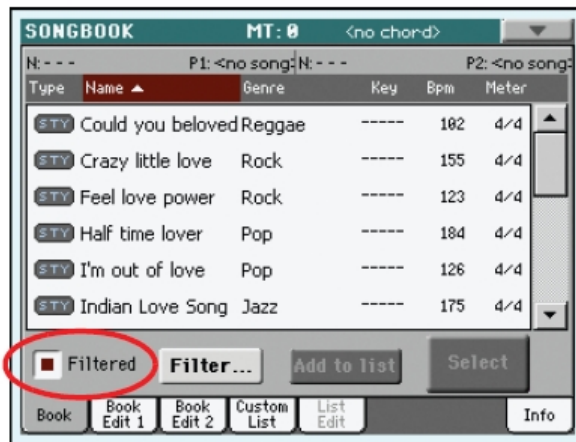 SONGBOOK MT: 0 <no chord>
N: - - - P1: <no song N: - - - P2: <no song
Type Name ▲ Genre Key Bpm Meter
STY Could you beloved Reggae ----- 102 4/4
STY Crazy little love Rock ----- 155 4/4
STY Feel love power Rock ----- 123 4/4
STY Half time lover Pop ----- 184 4/4
STY I'm out of love Pop ----- 126 4/4
STY Indian Love Song Jazz ----- 175 4/4
Filtered Filter... Add to list Select
Book Book Edit 1 Book Edit 2 Custom List List Edit Info